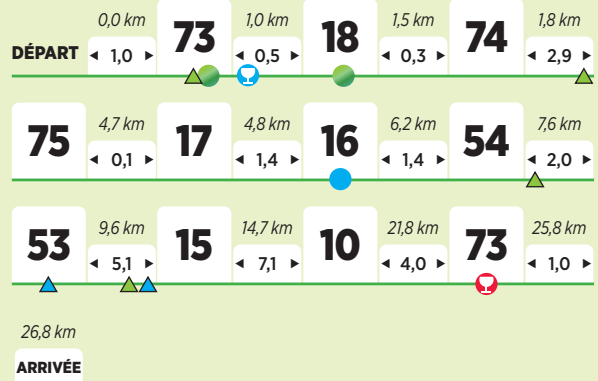 0,0 km 1,0 km 1,5 km 1,8 km
DÉPART ◄ 1,0 ► 73 ◄ 0,5 ► 18 ◄ 0,3 ► 74 ◄ 2,9 ►
4,7 km 4,8 km 6,2 km 7,6 km
75 ◄ 0,1 ► 17 ◄ 1,4 ► 16 ◄ 1,4 ► 54 ◄ 2,0 ►
9,6 km 14,7 km 21,8 km 25,8 km
53 ◄ 5,1 ► 15 ◄ 7,1 ► 10 ◄ 4,0 ► 73 ◄ 1,0 ►
26,8 km
ARRIVÉE